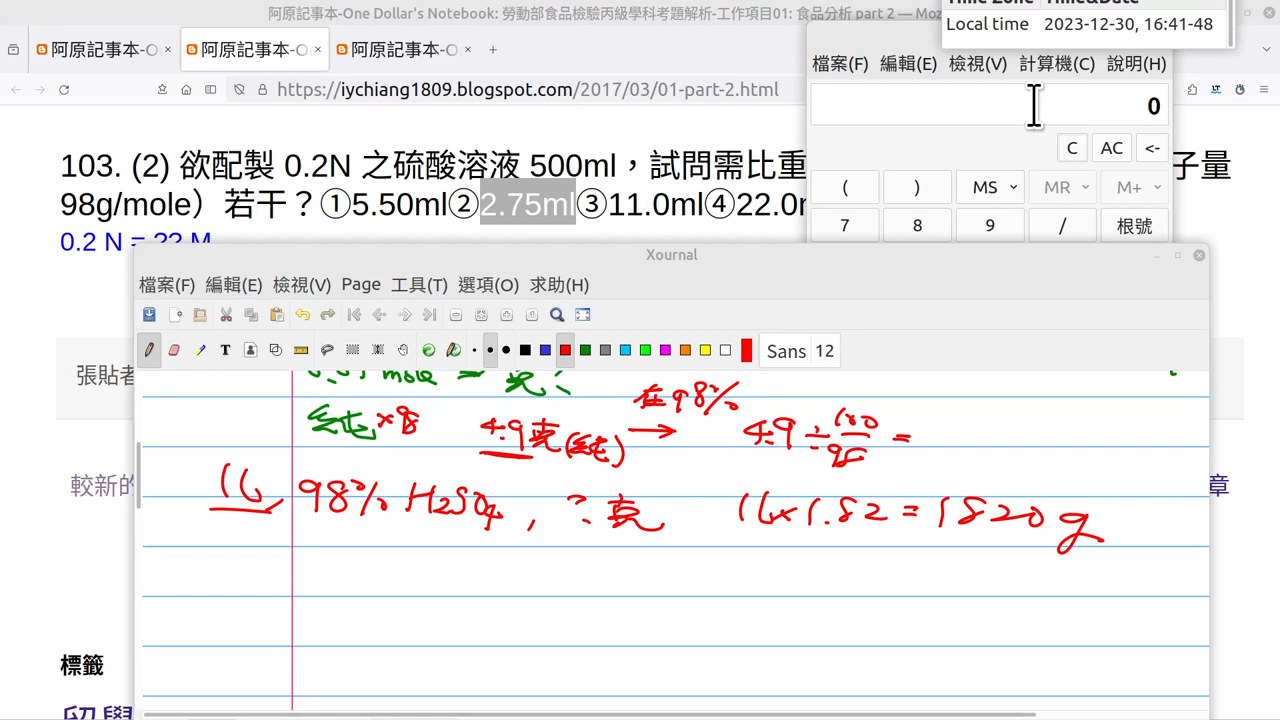 阿原記事本-One Dollar's Notebook: 勞動部食品檢驗丙級學科考題解析-工作項目01: 食品分析 part 2 — Moz
Local time 2023-12-30, 16:41-48
阿原記事本-O × 阿原記事本-O × 阿原記事本-O × +
https://iychiang1809.blogspot.com/2017/03/01-part-2.html
檔案(F) 編輯(E) 檢視(V) 計算機(C) 說明(H)
0
C AC <-
( ) MS MR M+
7 8 9 / 根號
103. (2) 欲配製 0.2N 之硫酸溶液 500ml，試問需比重
子量
98g/mole）若干？①5.50ml②2.75ml③11.0ml④22.0m
0.2 N = ?? M
Xournal
檔案(F) 編輯(E) 檢視(V) Page 工具(T) 選項(O) 求助(H)
Sans 12
張貼者
mole = 克?
×98 4.9克(純) → 在98% 4.9 ÷ =
較新的
章
1L 98% H2SO4, ?克 1L×1.82 = 1820 g
標籤
留學